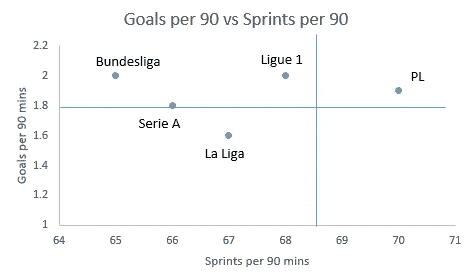 Goals per 90 vs Sprints per 90
Goals per 90 mins
2.2
2
1.8
1.6
1.4
1.2
1
Bundesliga
Ligue 1
PL
Serie A
La Liga
64 65 66 67 68 69 70 71
Sprints per 90 mins